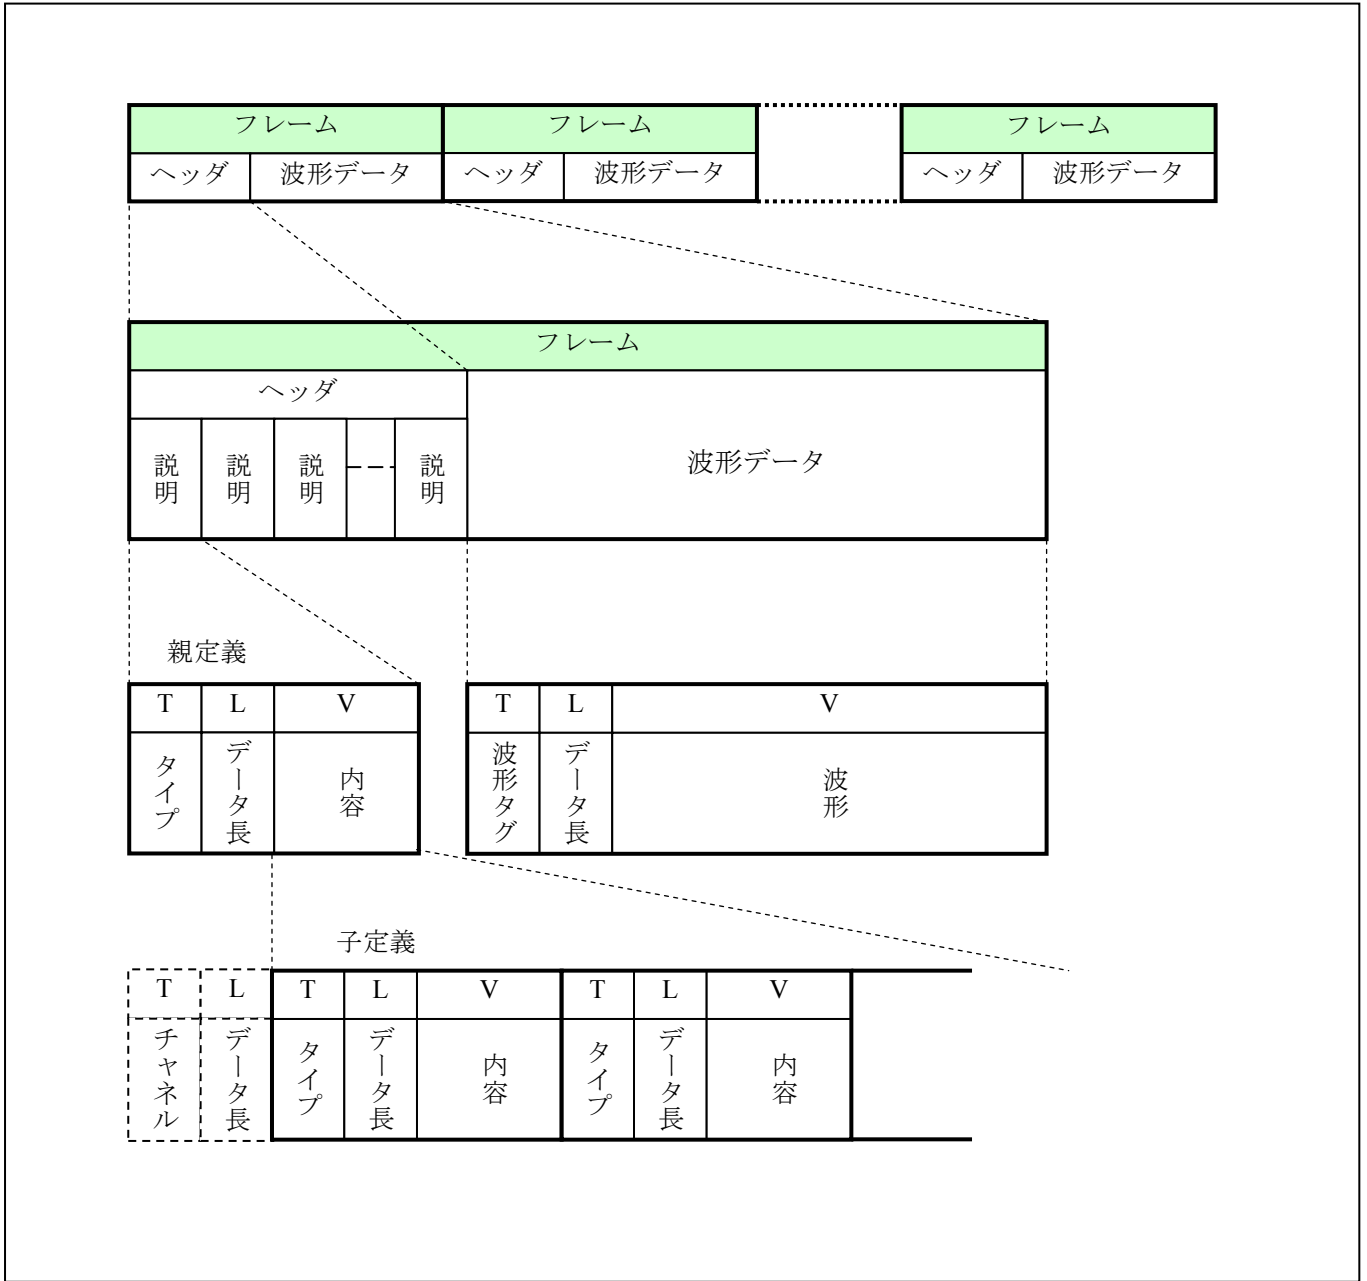 フレーム フレーム フレーム
ヘッダ 波形データ ヘッダ 波形データ ヘッダ 波形データ
フレーム
ヘッダ
説明 説明 説明 説明 波形データ
親定義
T L V T L V
タイプ データ長 内容 波形タグ データ長 波形
子定義
T L T L V T L V
チャネル データ長 タイプ データ長 内容 タイプ データ長 内容